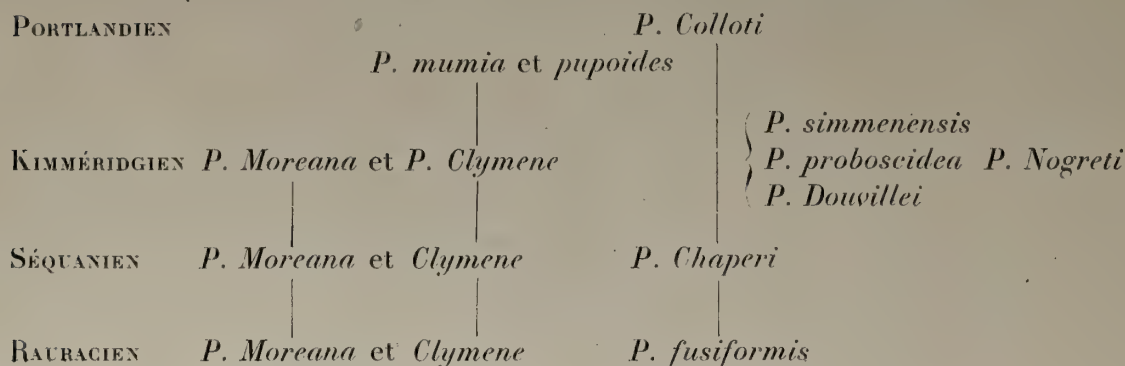 PORTLANDIEN P. Colloti
P. mumia et pupoides
P. simmenensis
KIMMÉRIDGIEN P. Moreana et P. Clymene P. proboscidea P. Nogreti
P. Douvillei
SÉQUANIEN P. Moreana et Clymene P. Chaperi
RAURACIEN P. Moreana et Clymene P. fusiformis